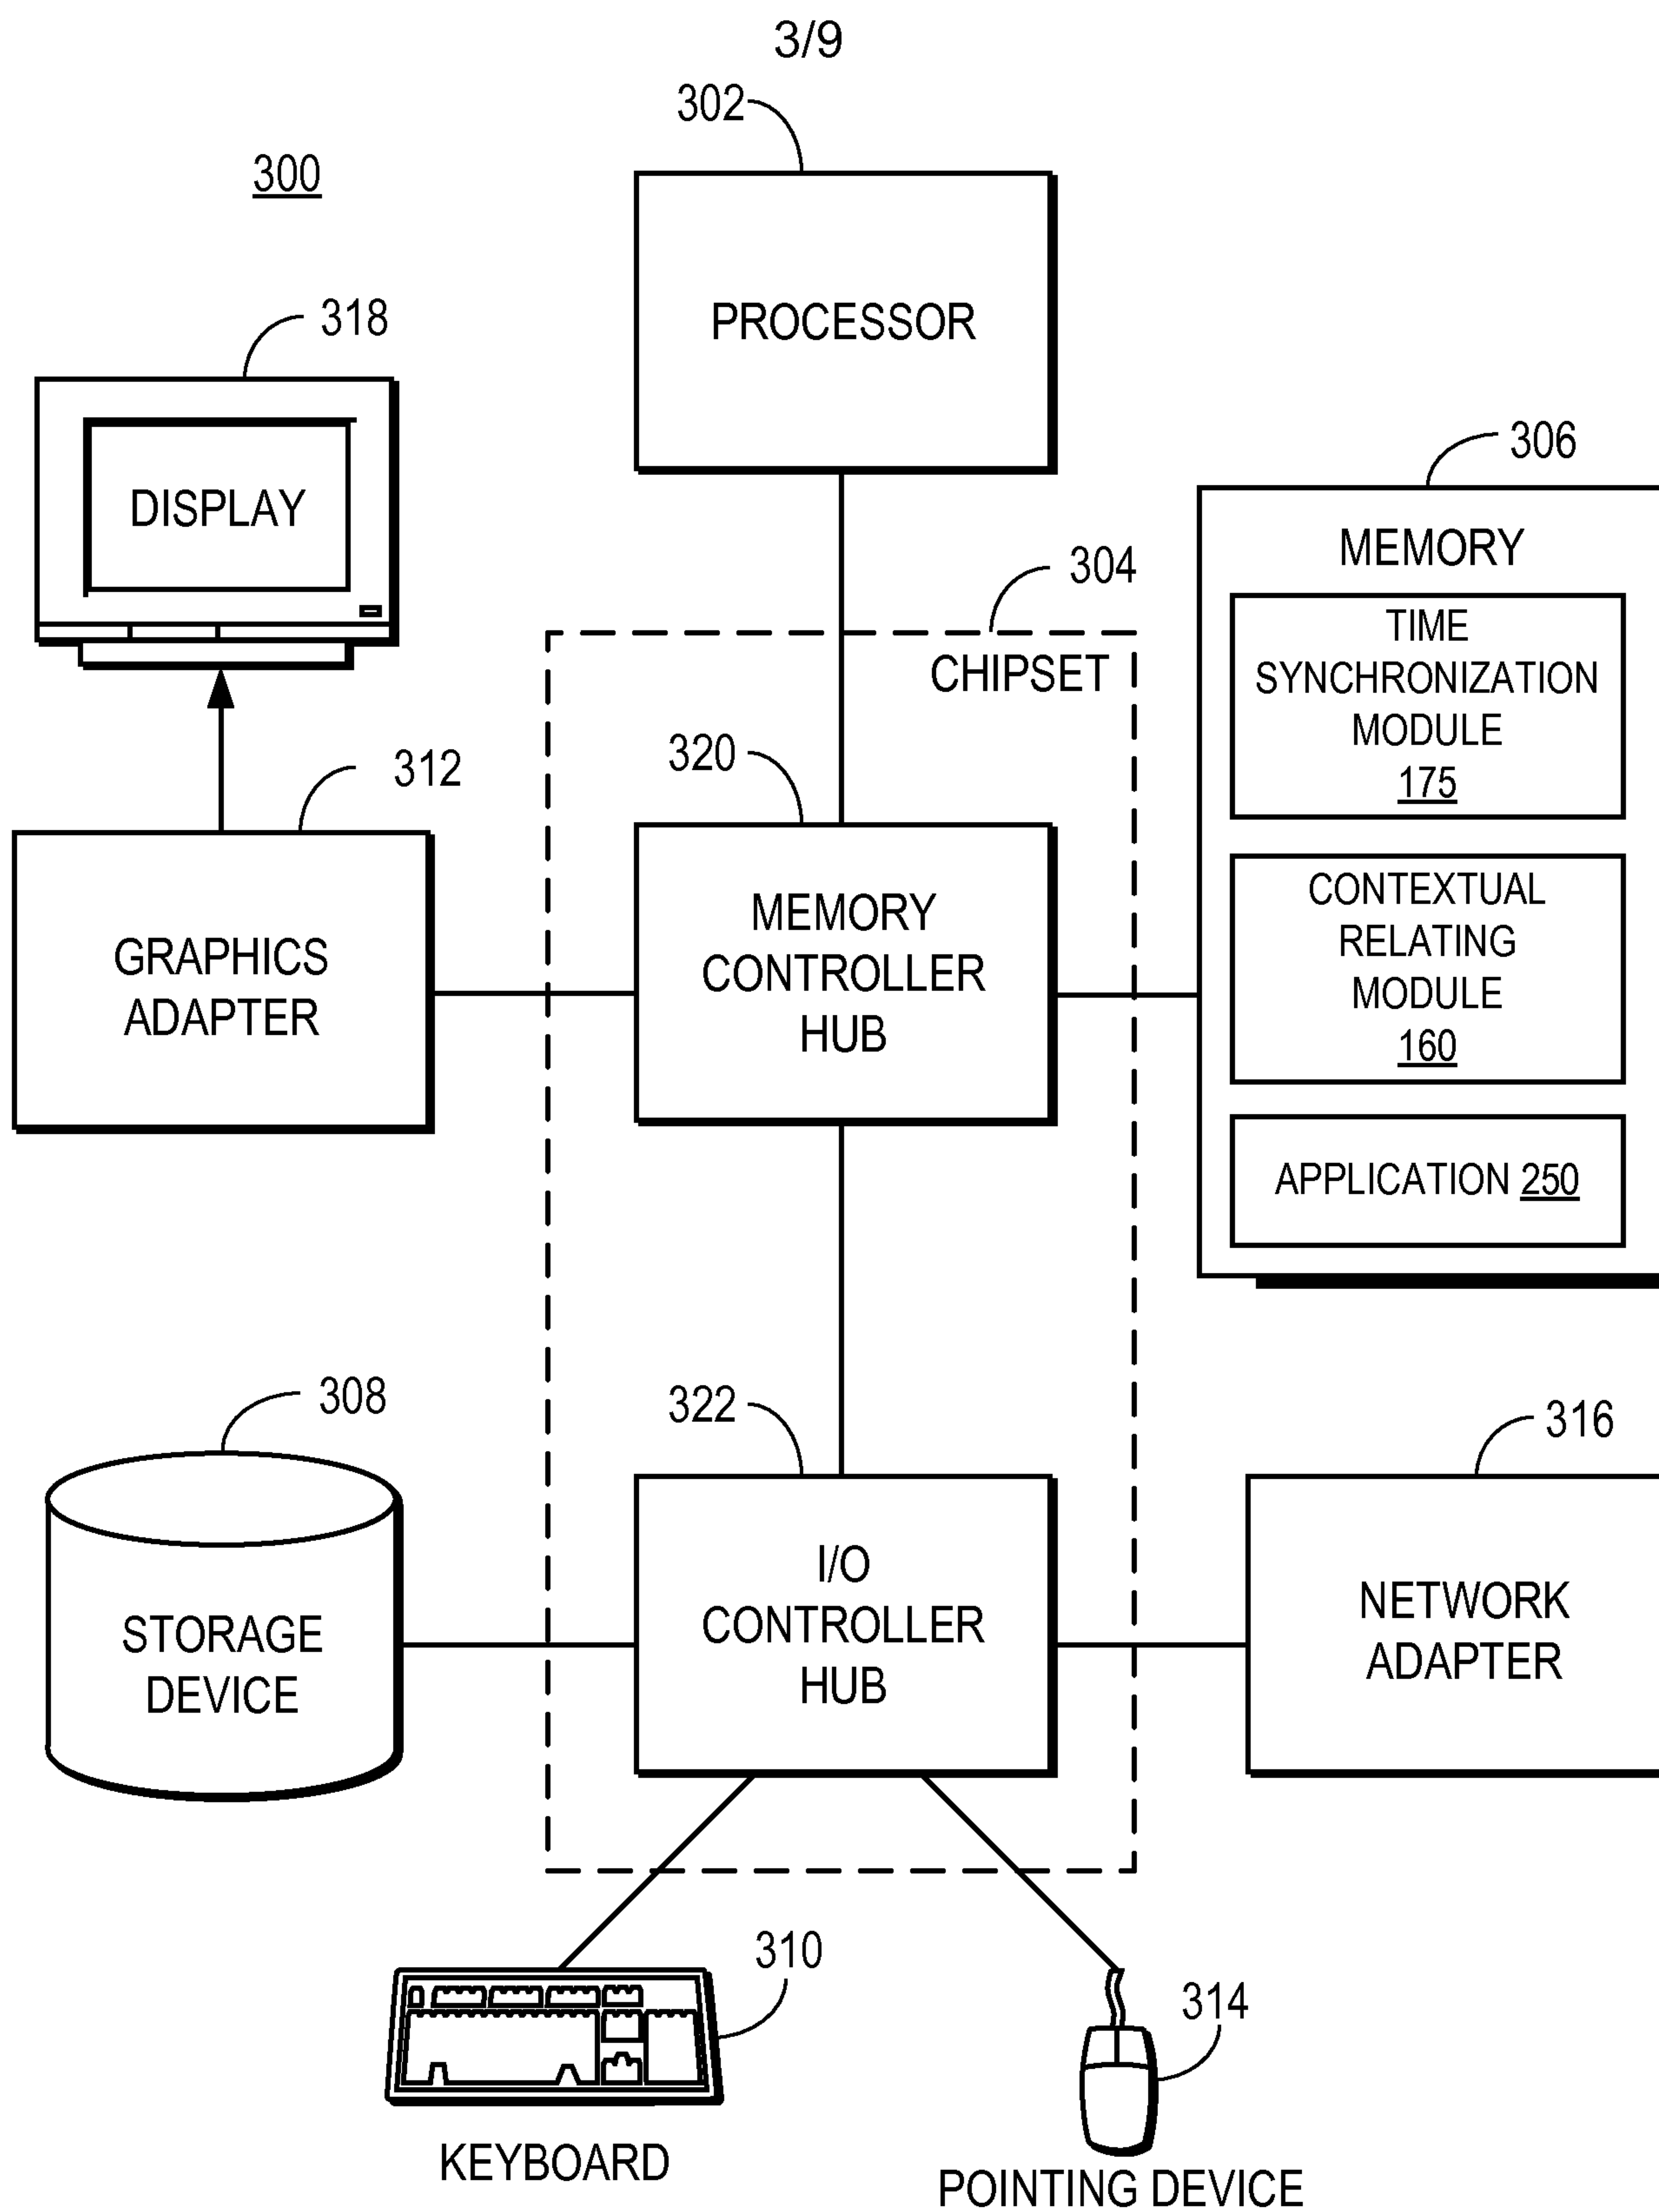 3/9
302
300
PROCESSOR
318
DISPLAY
306
MEMORY
304
CHIPSET
TIME
SYNCHRONIZATION
MODULE
175
320
312
MEMORY
CONTROLLER
HUB
GRAPHICS
ADAPTER
CONTEXTUAL
RELATING
MODULE
160
APPLICATION 250
308
322
316
STORAGE
DEVICE
I/O
CONTROLLER
HUB
NETWORK
ADAPTER
310
314
KEYBOARD
POINTING DEVICE